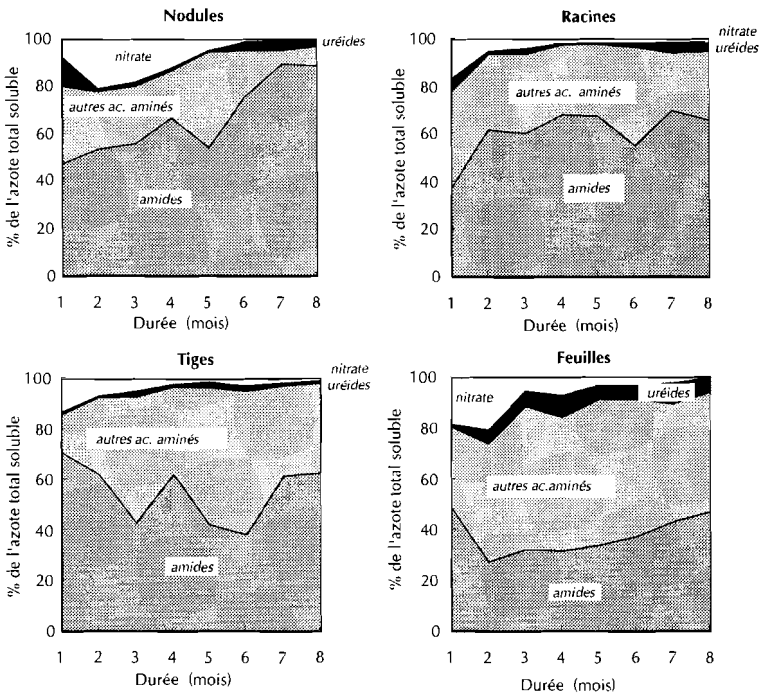 Nodules
% de l'azote total soluble
100
80
60
40
20
0
nitrate
uréides
autres ac. aminés
amides
1 2 3 4 5 6 7 8
Durée (mois)
Racines
% de l'azote total soluble
100
80
60
40
20
0
nitrate
uréides
autres ac. aminés
amides
1 2 3 4 5 6 7 8
Durée (mois)
Tiges
% de l'azote total soluble
100
80
60
40
20
0
nitrate
uréides
autres ac. aminés
amides
1 2 3 4 5 6 7 8
Durée (mois)
Feuilles
% de l'azote total soluble
100
80
60
40
20
0
nitrate
uréides
autres ac.aminés
amides
1 2 3 4 5 6 7 8
Durée (mois)